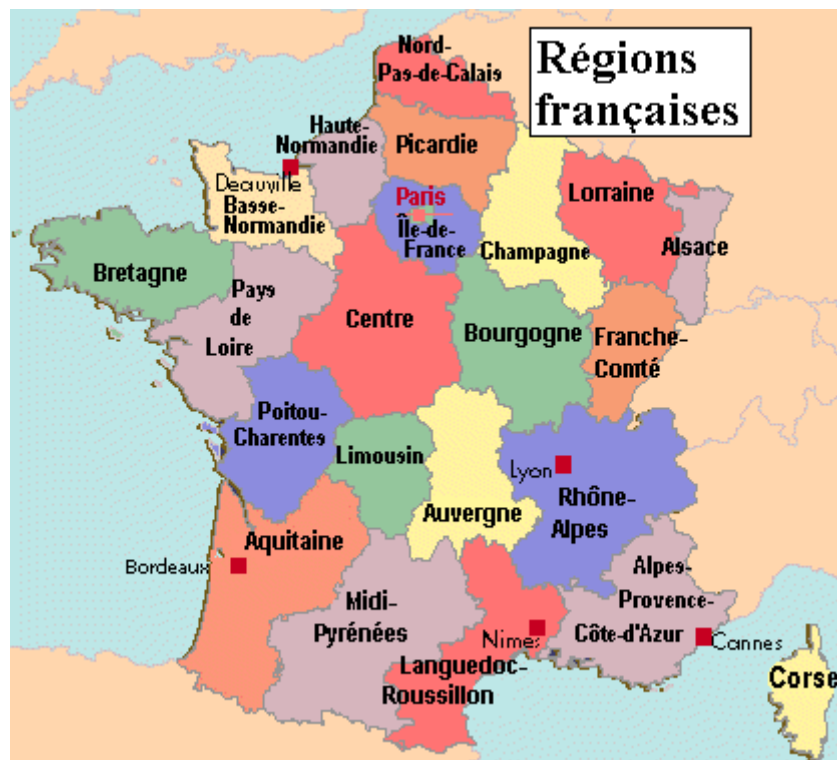 Régions
françaises
Nord-
Pas-de-Calais
Haute-
Normandie
Picardie
Deauville
Basse-
Normandie
Paris
Île-de-
France
Champagne
Lorraine
Alsace
Bretagne
Pays
de
Loire
Centre
Bourgogne
Franche-
Comté
Poitou-
Charentes
Limousin
Auvergne
Lyon
Rhône-
Alpes
Aquitaine
Bordeaux
Midi-
Pyrénées
Alpes-
Provence-
Côte-d'Azur
Nimes
Cannes
Languedoc-
Roussillon
Corse